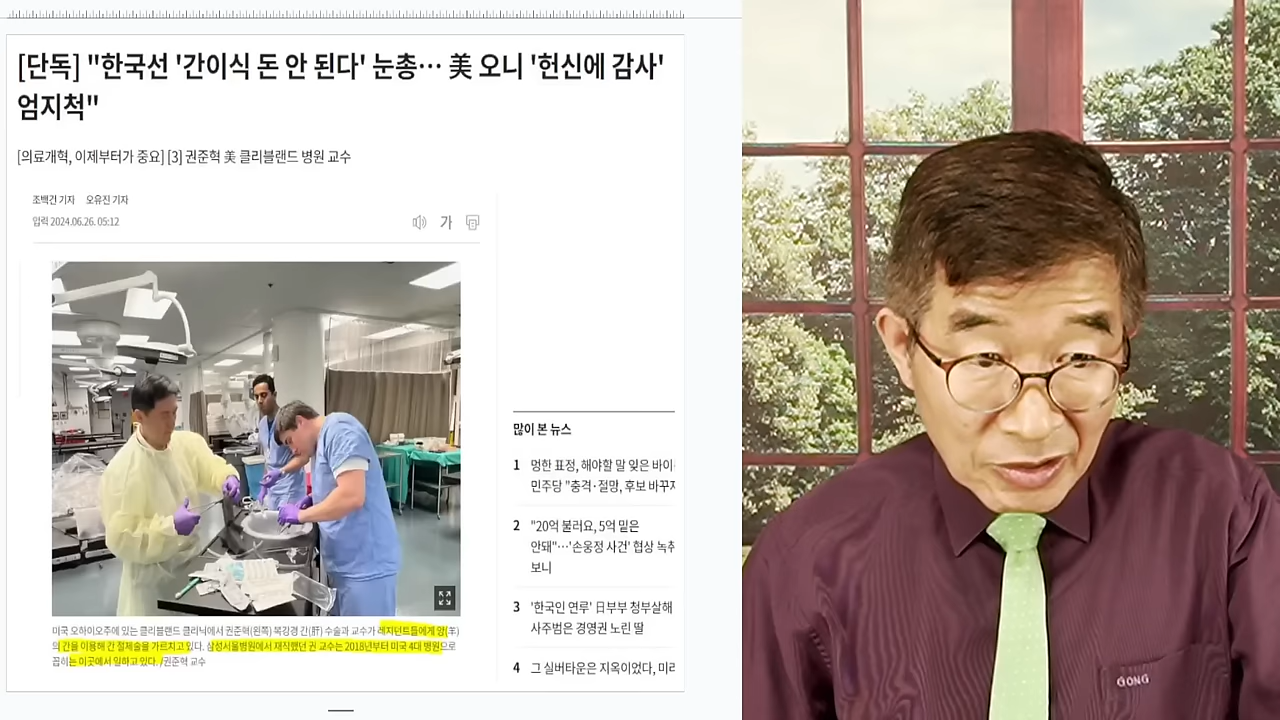 [단독] "한국선 '간이식 돈 안 된다' 눈총… 美 오니 '헌신에 감사'
엄지척"
[의료개혁, 이제부터가 중요] [3] 권준혁 美 클리블랜드 병원 교수
조백건 기자 오유진 기자
입력 2024.06.26. 05:12
가
미국 오하이오주에 있는 클리블랜드 클리닉에서 권준혁(왼쪽) 복강경 간(肝) 수술과 교수가 레지던트들에게 양(羊)
의 간을 이용해 간 절제술을 가르치고 있다. 삼성서울병원에서 재직했던 권 교수는 2018년부터 미국 4대 병원으로
꼽히는 이곳에서 일하고 있다. /권준혁 교수
많이 본 뉴스
1 멍한 표정, 해야할 말 잊은 바이
민주당 "충격·절망, 후보 바꾸자
2 "20억 불러요, 5억 밑은
안돼"…'손웅정 사건' 협상 녹취
보니
3 '한국인 연루' 日부부 청부살해
사주범은 경영권 노린 딸
4 그 실버타운은 지옥이었다, 미리
GONG